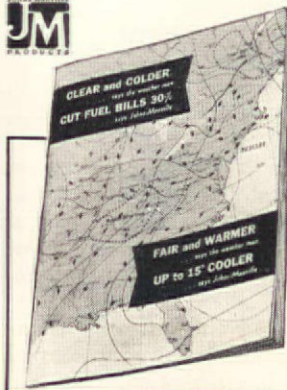 JM
PRODUCTS
CLEAR and COLDER
says the weather man
CUT FUEL BILLS 30%
says Johns-Manville
FAIR and WARMER
says the weather man
UP to 15° COOLER
says Johns-Manville